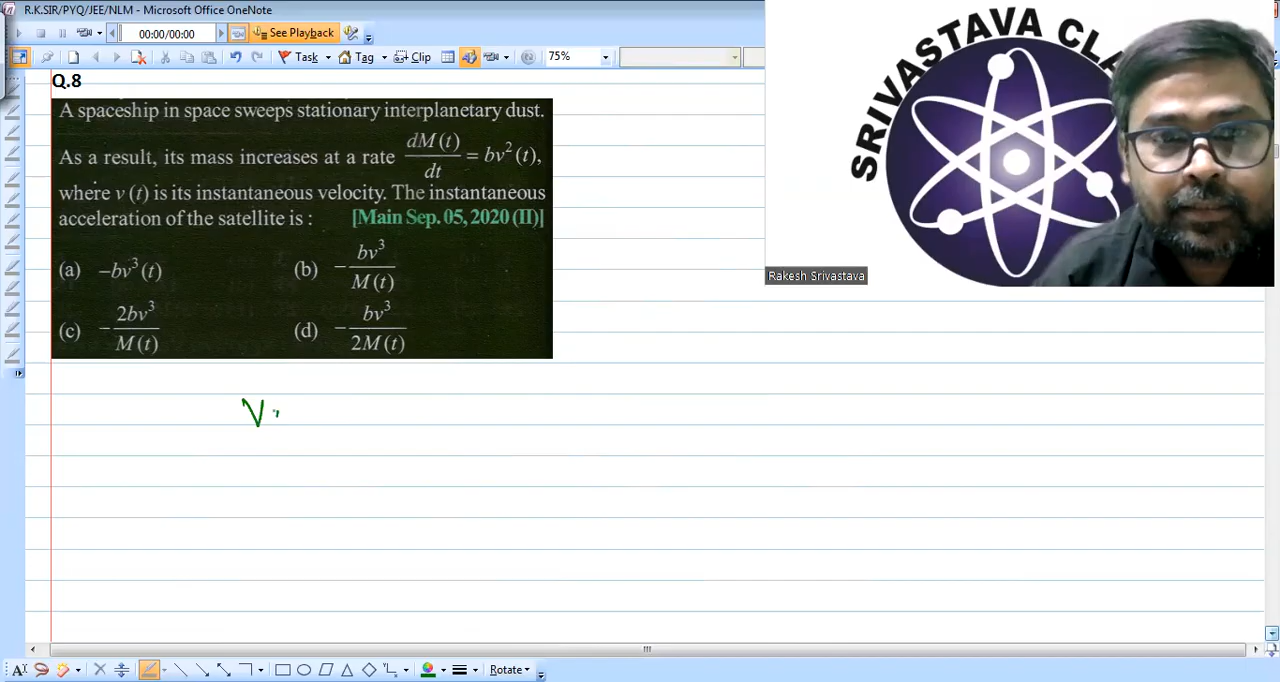 R.K.SIR/PYQ/JEE/NLM - Microsoft Office OneNote
00:00/00:00 See Playback
Task Tag Clip 75%
Q.8
A spaceship in space sweeps stationary interplanetary dust.
As a result, its mass increases at a rate dM(t)/dt = bv²(t),
where v (t) is its instantaneous velocity. The instantaneous
acceleration of the satellite is : [Main Sep. 05, 2020 (II)]
(a) −bv³(t) (b) −bv³/M(t)
(c) −2bv³/M(t) (d) −bv³/2M(t)
V
SRIVASTAVA CLA
Rakesh Srivastava
Rotate